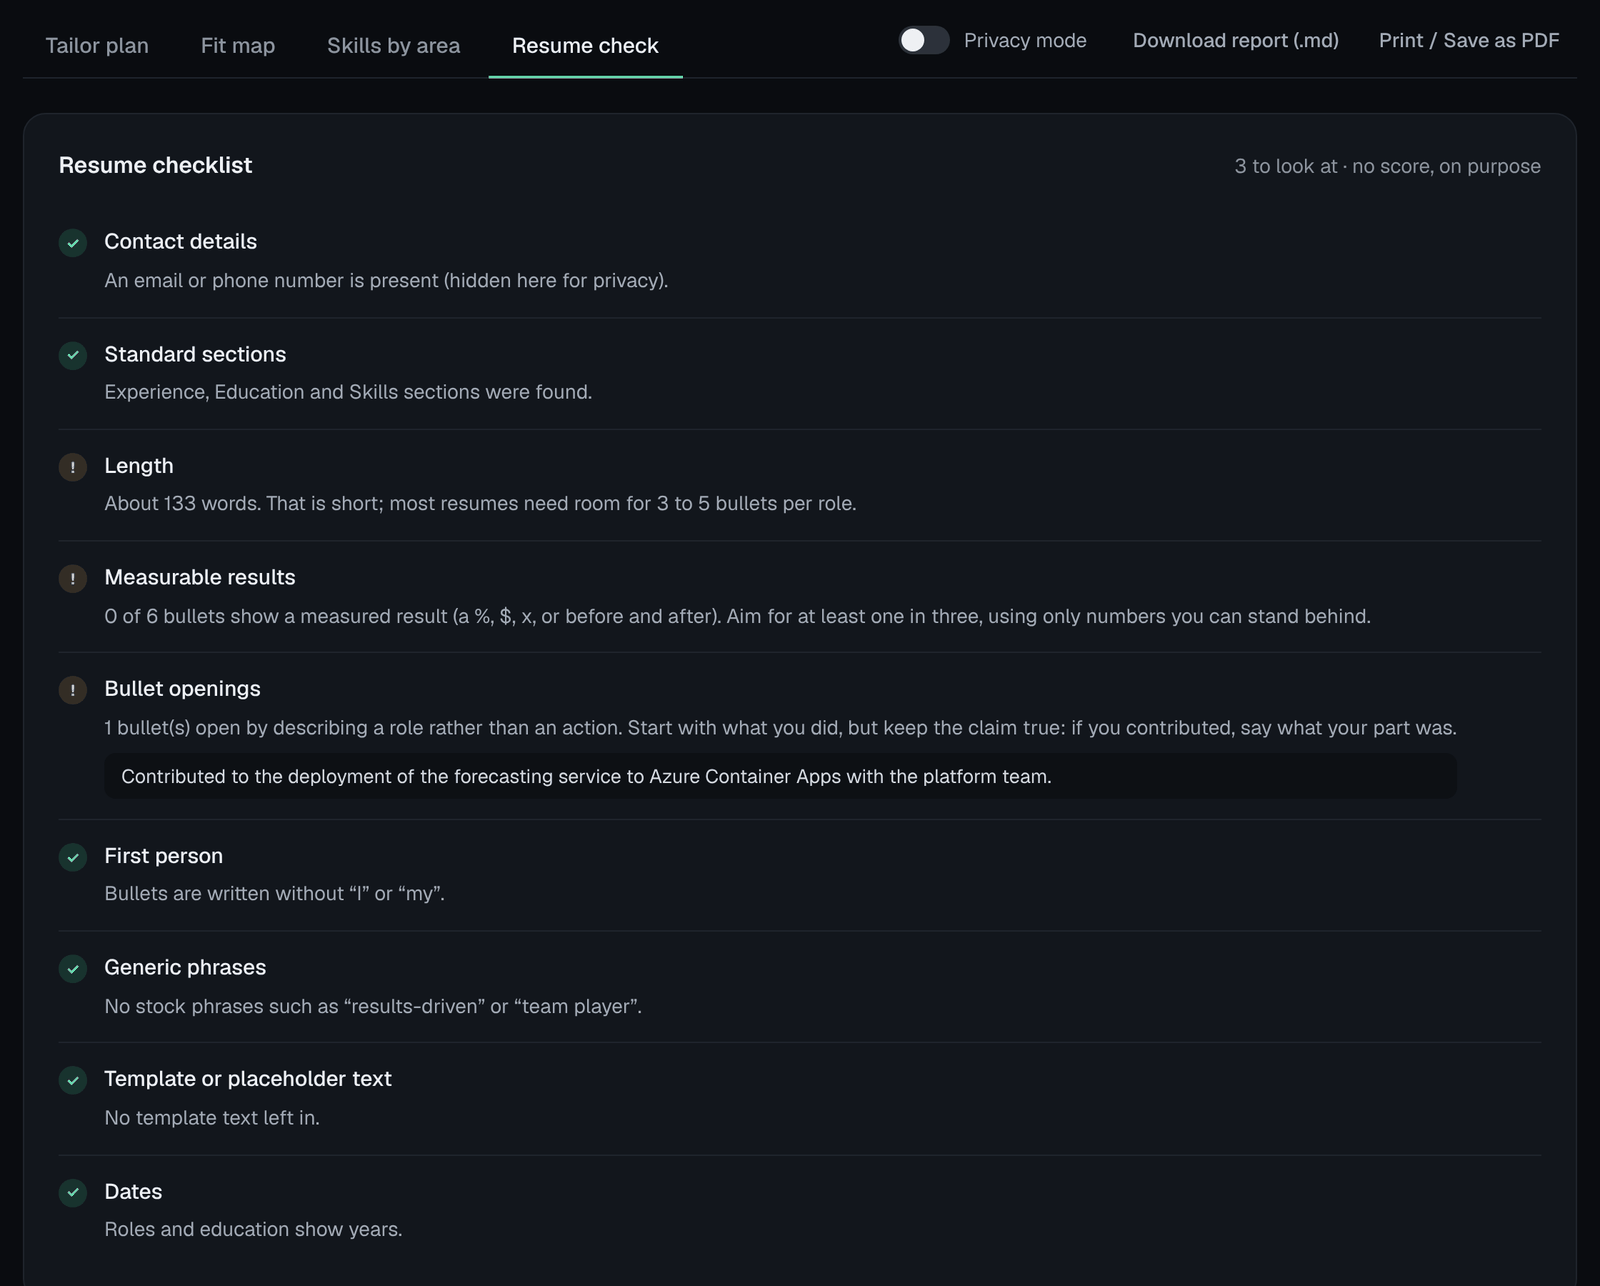 Tailor plan
Fit map
Skills by area
Resume check
Privacy mode
Download report (.md)
Print / Save as PDF
Resume checklist
3 to look at · no score, on purpose
Contact details
An email or phone number is present (hidden here for privacy).
Standard sections
Experience, Education and Skills sections were found.
! Length
About 133 words. That is short; most resumes need room for 3 to 5 bullets per role.
! Measurable results
0 of 6 bullets show a measured result (a %, $, x, or before and after). Aim for at least one in three, using only numbers you can stand behind.
! Bullet openings
1 bullet(s) open by describing a role rather than an action. Start with what you did, but keep the claim true: if you contributed, say what your part was.
Contributed to the deployment of the forecasting service to Azure Container Apps with the platform team.
First person
Bullets are written without “I” or “my”.
Generic phrases
No stock phrases such as “results-driven” or “team player”.
Template or placeholder text
No template text left in.
Dates
Roles and education show years.